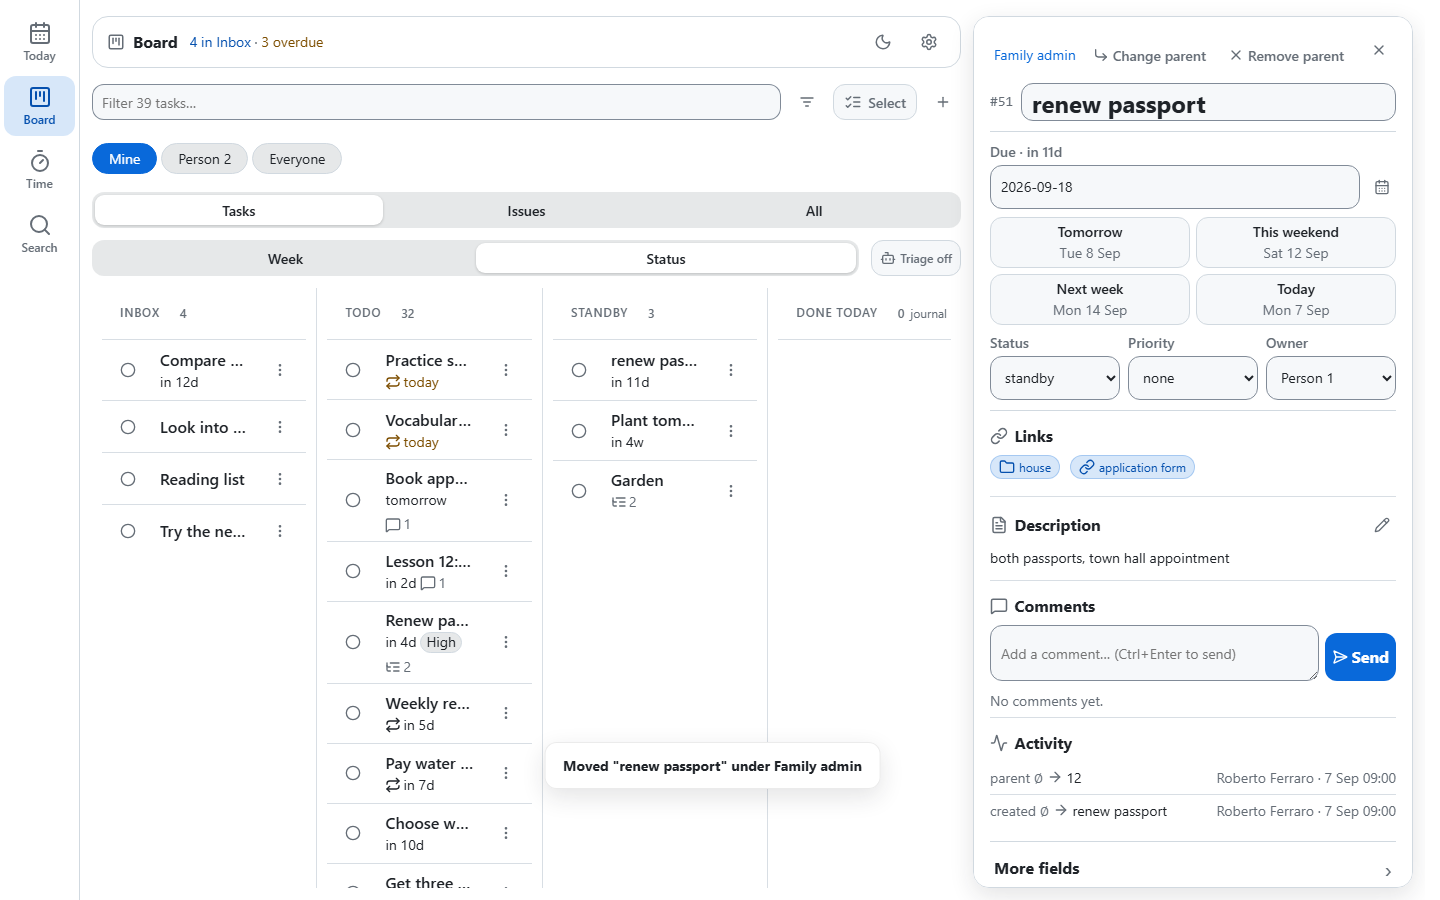 Today
Board
Time
Search
Board 4 in Inbox · 3 overdue
Filter 39 tasks...
Select
Mine
Person 2
Everyone
Tasks
Issues
All
Week
Status
Triage off
INBOX 4
Compare ...
in 12d
Look into ...
Reading list
Try the ne...
TODO 32
Practice s...
today
Vocabular...
today
Book app...
tomorrow
1
Lesson 12:...
in 2d 1
Renew pa...
in 4d High
2
Weekly re...
in 5d
Pay water ...
in 7d
Choose w...
in 10d
Get three ...
STANDBY 3
renew pas...
in 11d
Plant tom...
in 4w
Garden
2
DONE TODAY 0 journal
Moved "renew passport" under Family admin
Family admin
Change parent
Remove parent
#51 renew passport
Due · in 11d
2026-09-18
Tomorrow
Tue 8 Sep
This weekend
Sat 12 Sep
Next week
Mon 14 Sep
Today
Mon 7 Sep
Status
Priority
Owner
standby
none
Person 1
Links
house
application form
Description
both passports, town hall appointment
Comments
Add a comment... (Ctrl+Enter to send)
Send
No comments yet.
Activity
parent ∅ → 12 Roberto Ferraro · 7 Sep 09:00
created ∅ → renew passport Roberto Ferraro · 7 Sep 09:00
More fields